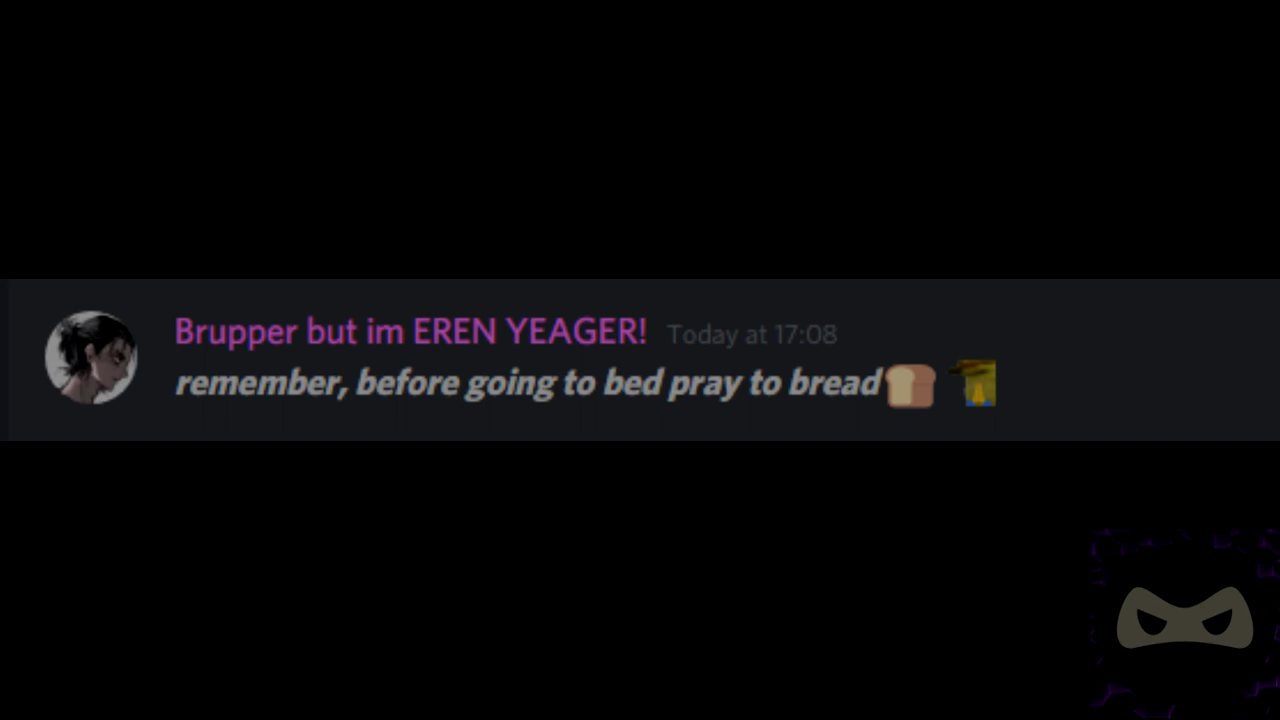 Brupper but im EREN YEAGER! Today at 17:08
remember, before going to bed pray to bread🍞